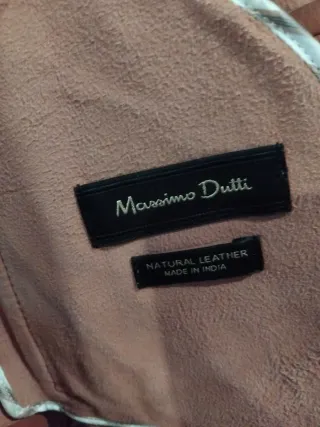 Massimo Dutti
NATURAL LEATHER
MADE IN INDIA